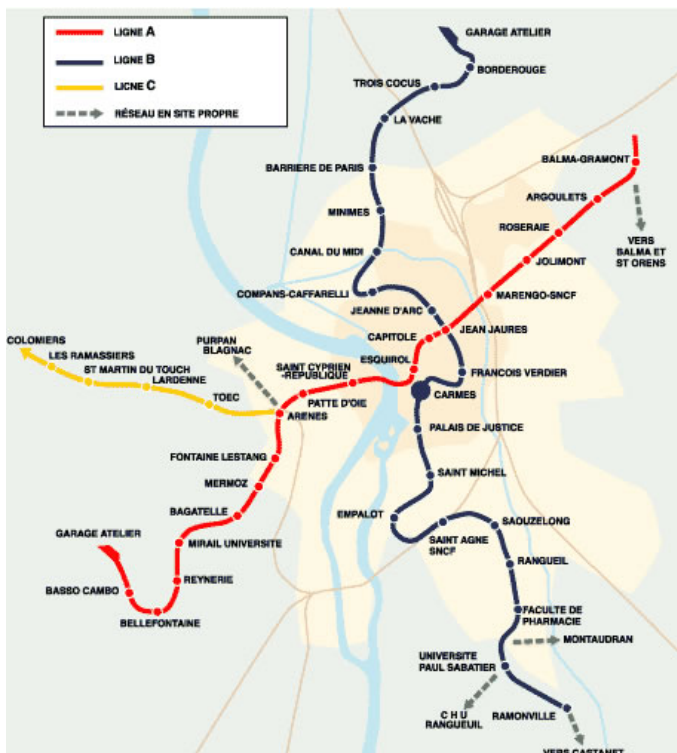 LIGNE A
LIGNE B
LIGNE C
RÉSEAU EN SITE PROPRE
GARAGE ATELIER
BORDEROUGE
TROIS COCUS
LA VACHE
BARRIERE DE PARIS
MINIMES
CANAL DU MIDI
COMPANS-CAFFARELLI
JEANNE D'ARC
BALMA-GRAMONT
ARGOULETS
ROSERAIE
VERS
BALMA ET
ST ORENS
JOLIMONT
MARENGO-SNCF
JEAN JAURES
CAPITOLE
ESQUIROL
FRANCOIS VERDIER
CARMES
PURPAN
BLAGNAC
SAINT CYPRIEN
-REPUBLIQUE
PATTE D'OIE
ARENES
COLOMIERS
LES RAMASSIERS
ST MARTIN DU TOUCH
LARDENNE
TOEC
FONTAINE LESTANG
MERMOZ
BAGATELLE
MIRAIL UNIVERSITE
REYNERIE
GARAGE ATELIER
BASSO CAMBO
BELLEFONTAINE
PALAIS DE JUSTICE
SAINT MICHEL
EMPALOT
SAINT AGNE
SNCF
SAOUZELONG
RANGUEIL
FACULTE DE
PHARMACIE
MONTAUDRAN
UNIVERSITE
PAUL SABATIER
C H U
RANGUEUIL
RAMONVILLE
VERS CASTANET